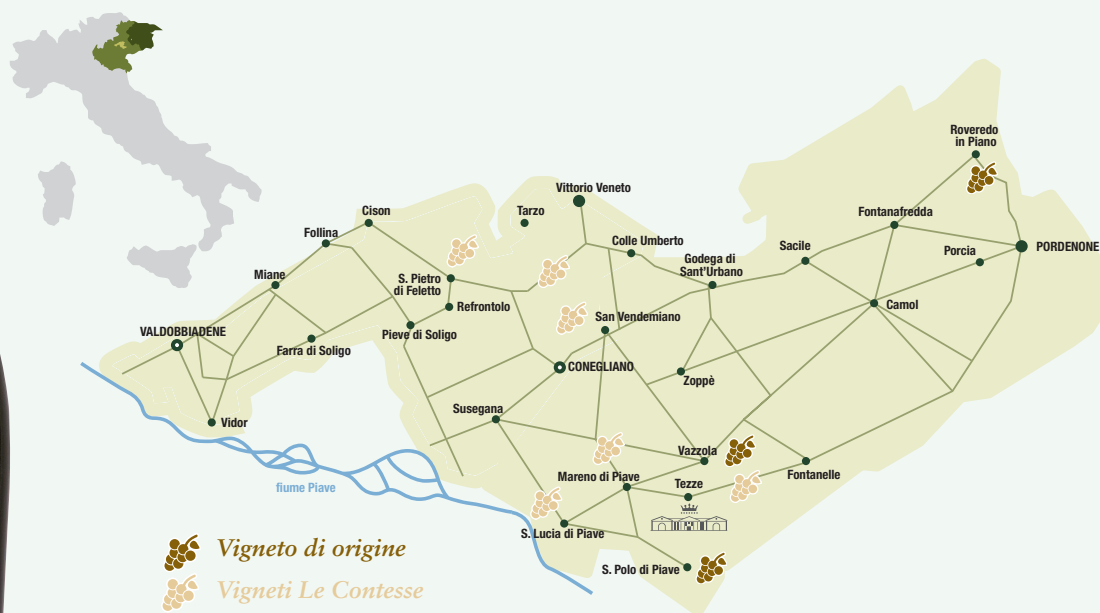 Roveredo
in Piano
Vittorio Veneto
Cison
Tarzo
Fontanafredda
Follina
Colle Umberto
Sacile
PORDENONE
Porcia
Godega di
Sant'Urbano
Miane
S. Pietro
di Feletto
Refrontolo
Camol
San Vendemiano
VALDOBBIADENE
Pieve di Soligo
Farra di Soligo
CONEGLIANO
Zoppè
Susegana
Vidor
Vazzola
Mareno di Piave
Tezze
Fontanelle
fiume Piave
S. Lucia di Piave
S. Polo di Piave
Vigneto di origine
Vigneti Le Contesse